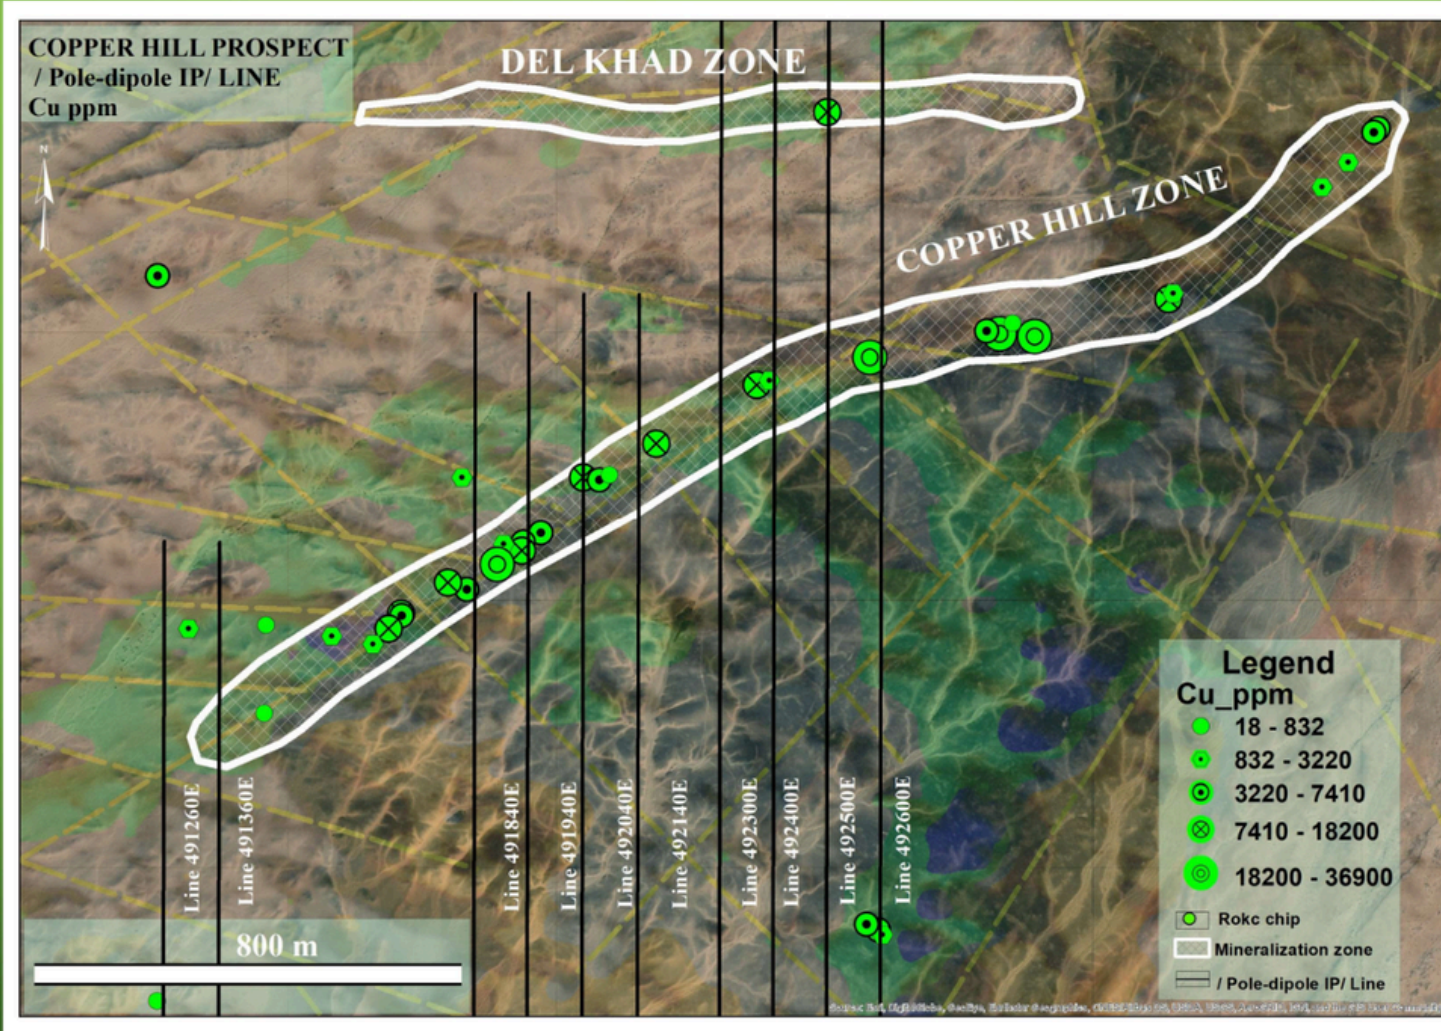 COPPER HILL PROSPECT
/ Pole-dipole IP/ LINE
Cu ppm
DEL KHAD ZONE
COPPER HILL ZONE
N
Line 491260E
Line 491360E
Line 491840E
Line 491940E
Line 492040E
Line 492140E
Line 492300E
Line 492400E
Line 492500E
Line 492600E
800 m
Legend
Cu_ppm
18 - 832
832 - 3220
3220 - 7410
7410 - 18200
18200 - 36900
Rokc chip
Mineralization zone
/ Pole-dipole IP/ Line